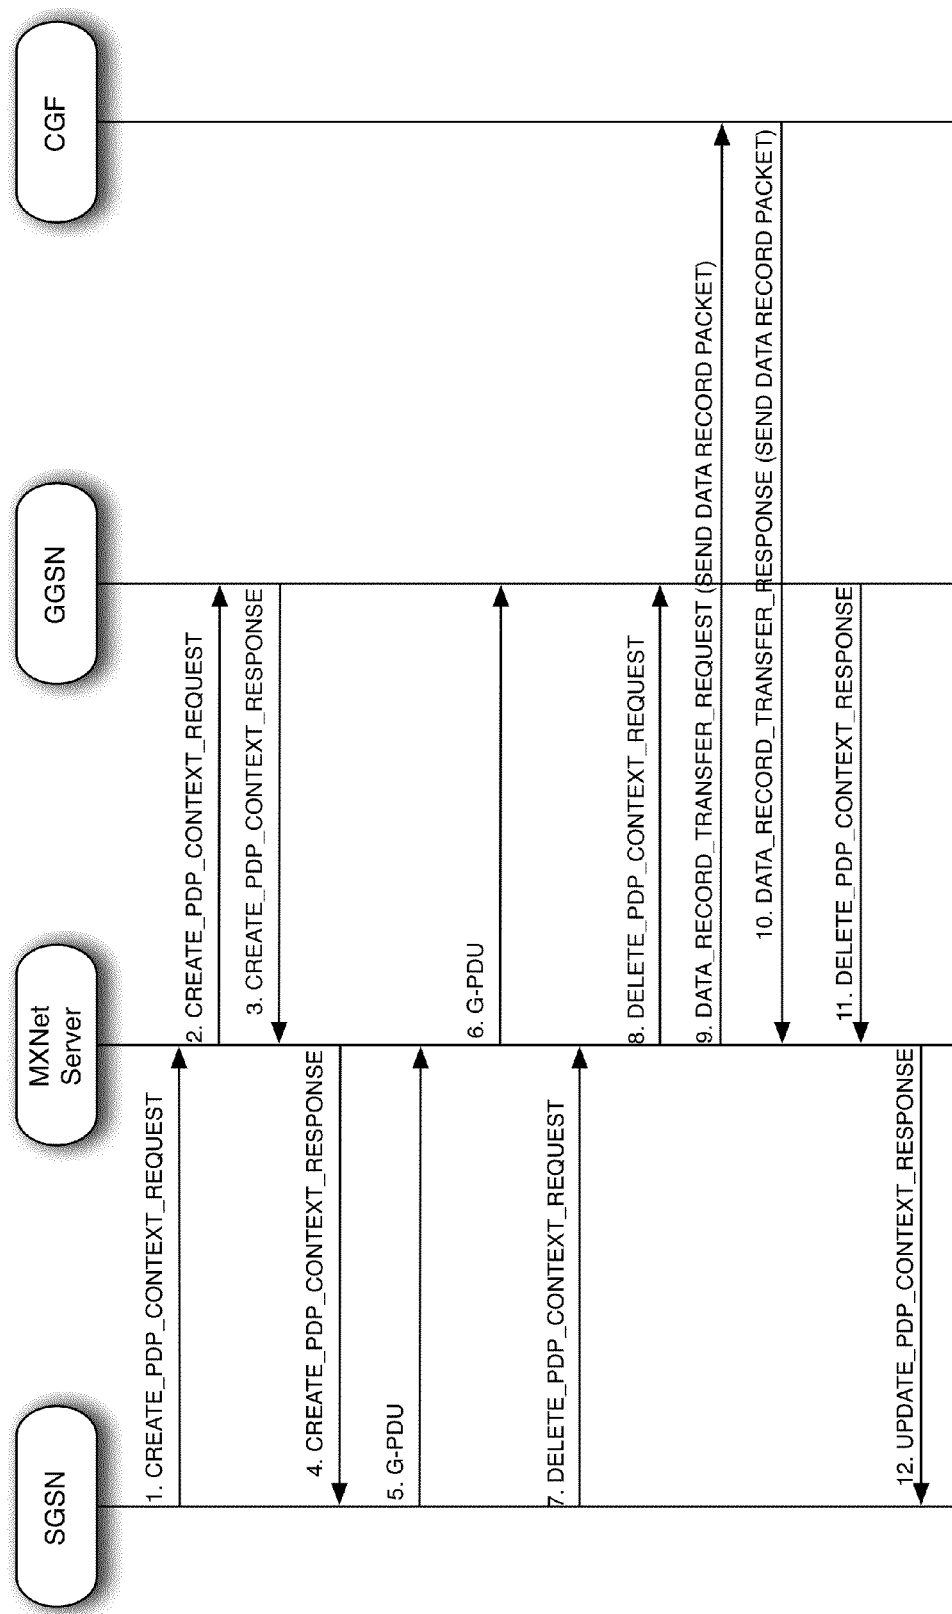 SGSN
MXNet
Server
GGSN
CGF
1. CREATE_PDP_CONTEXT_REQUEST
2. CREATE_PDP_CONTEXT_REQUEST
3. CREATE_PDP_CONTEXT_RESPONSE
4. CREATE_PDP_CONTEXT_RESPONSE
5. G-PDU
6. G-PDU
7. DELETE_PDP_CONTEXT_REQUEST
8. DELETE_PDP_CONTEXT_REQUEST
9. DATA_RECORD_TRANSFER_REQUEST (SEND DATA RECORD PACKET)
10. DATA_RECORD_TRANSFER_RESPONSE (SEND DATA RECORD PACKET)
11. DELETE_PDP_CONTEXT_RESPONSE
12. UPDATE_PDP_CONTEXT_RESPONSE